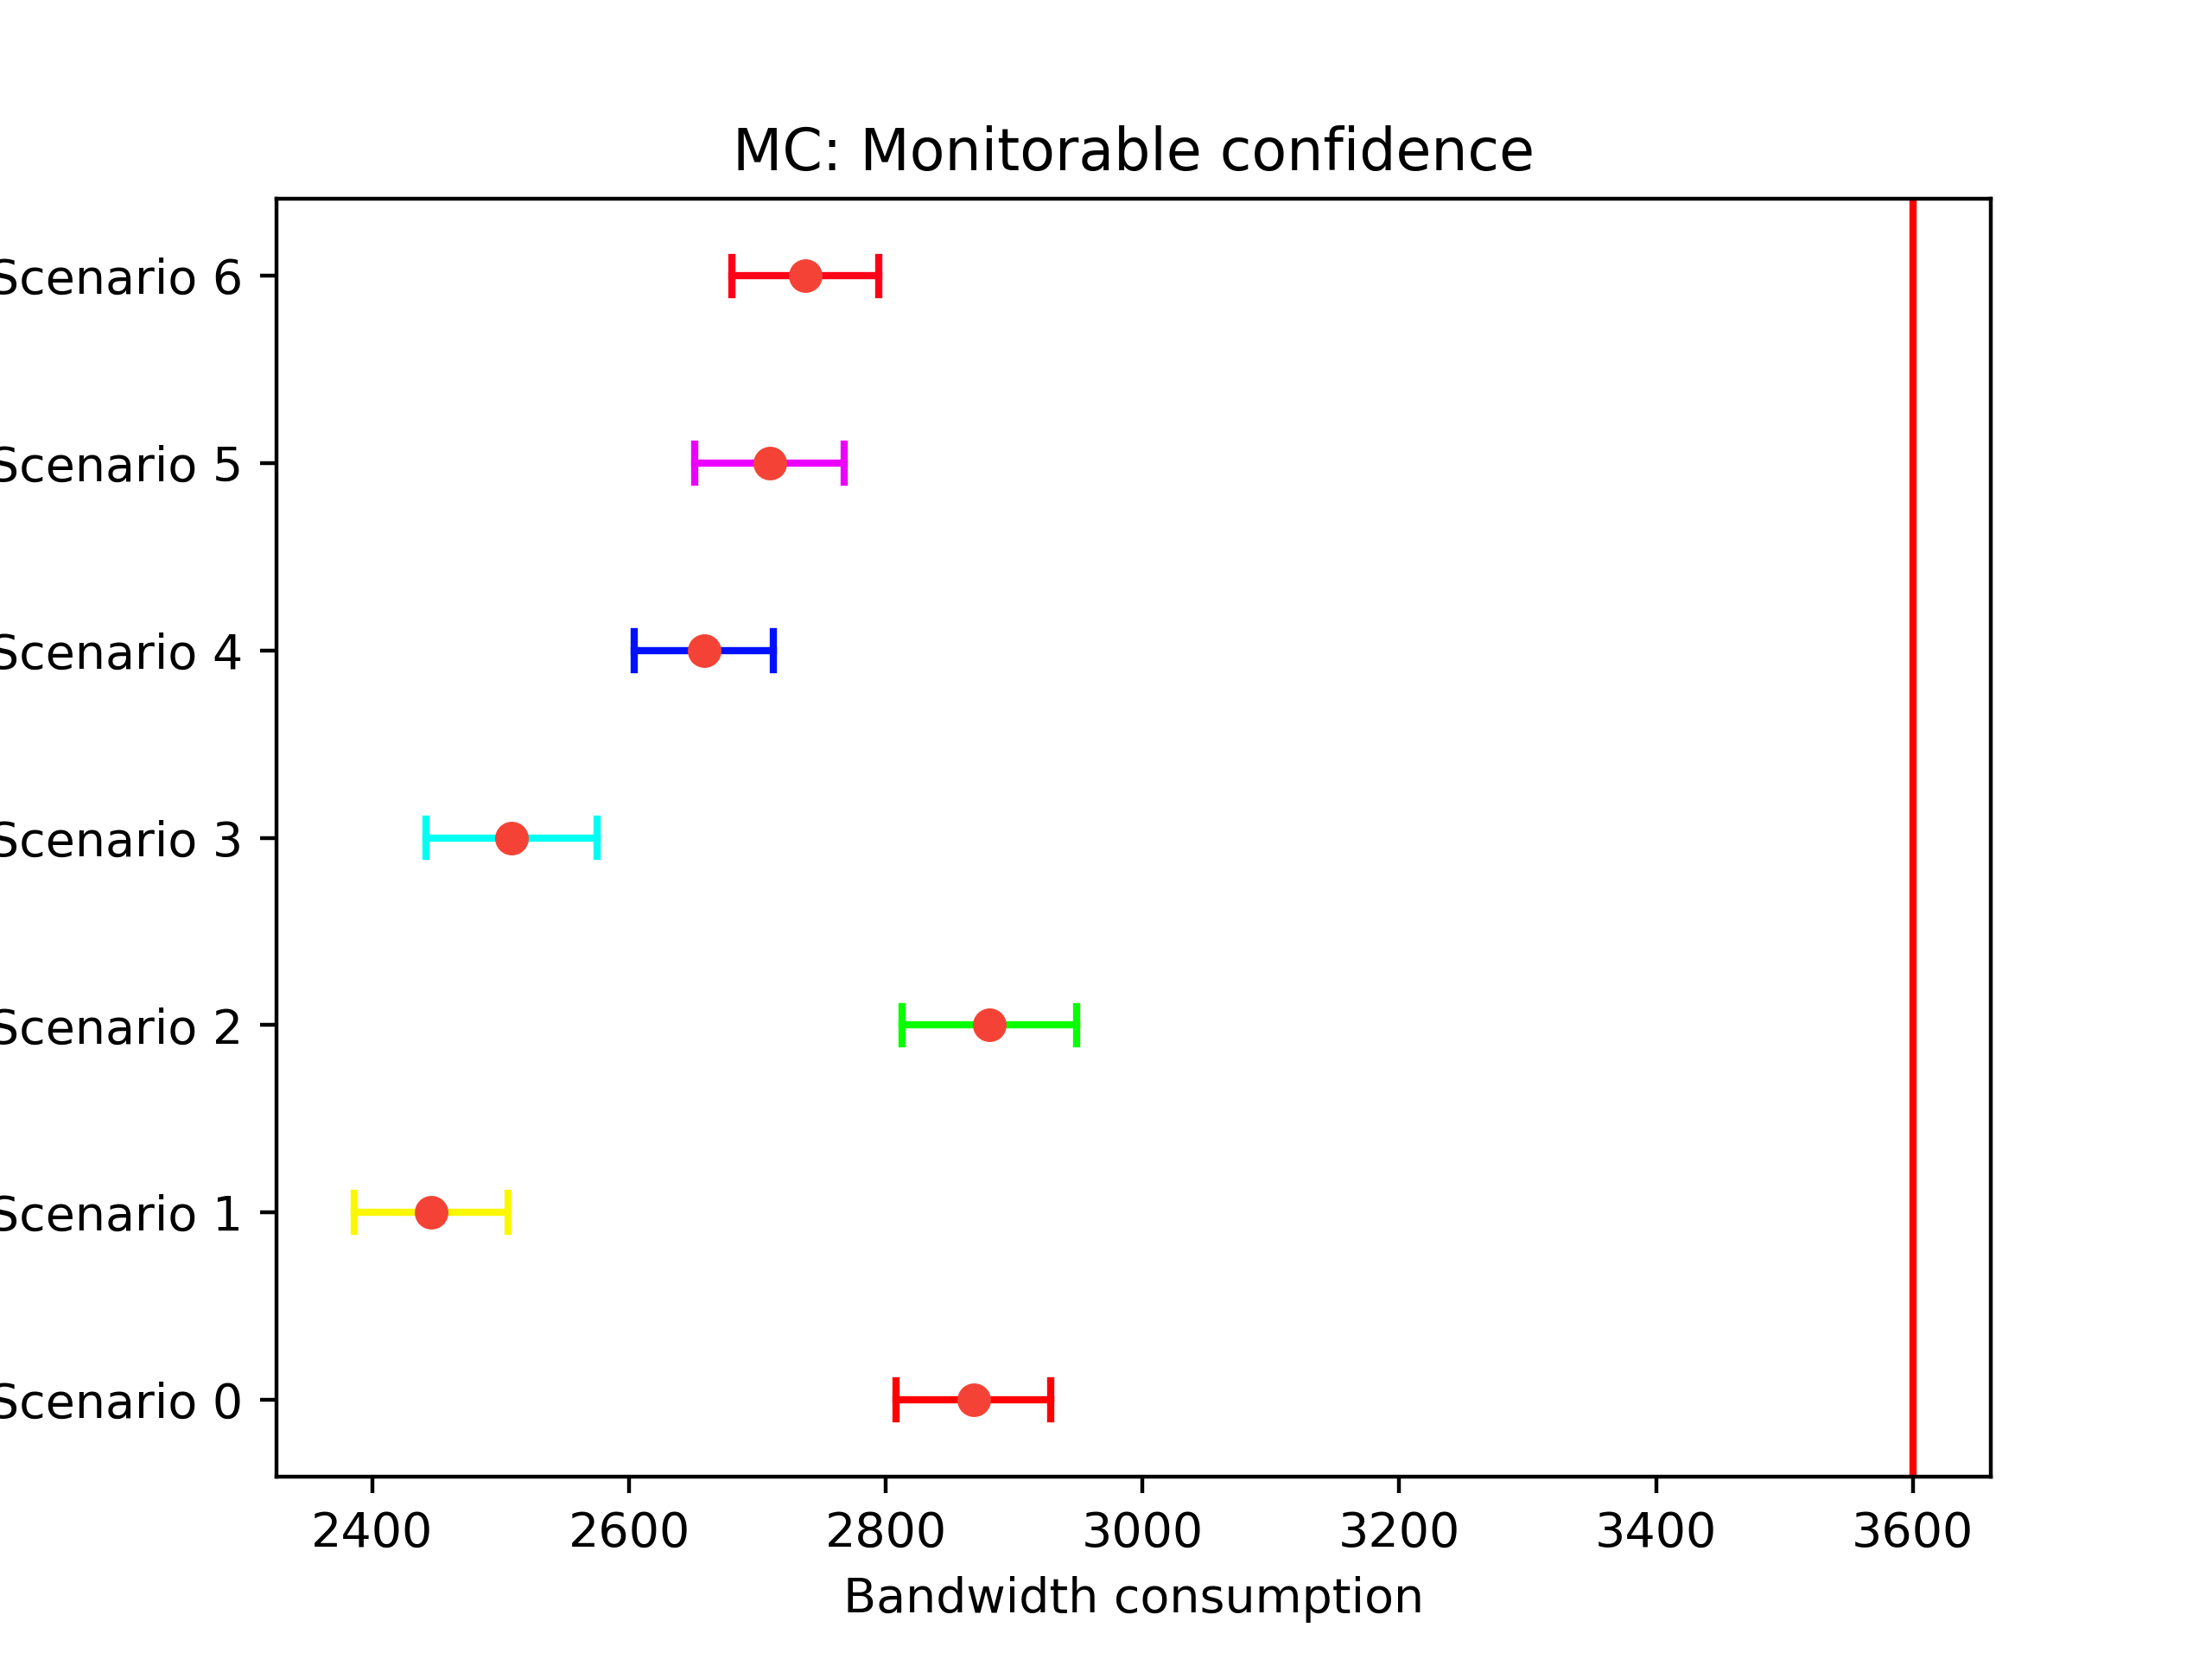 MC: Monitorable confidence
Scenario 6
Scenario 5
Scenario 4
Scenario 3
Scenario 2
Scenario 1
Scenario 0
2400 2600 2800 3000 3200 3400 3600
Bandwidth consumption